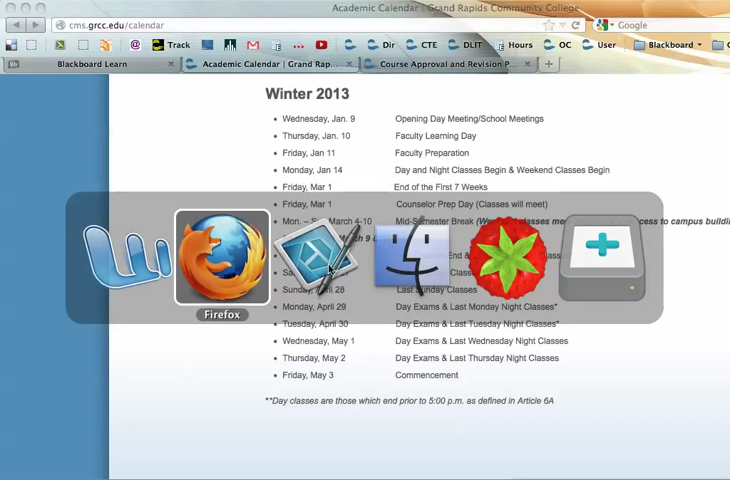 Academic Calendar | Grand Rapids Community College
cms.grcc.edu/calendar
Google
Track
Dir
CTE
DLIT
Hours
OC
User
Blackboard
Blackboard Learn
Academic Calendar | Grand Rap...
Course Approval and Revision P...
Winter 2013
Wednesday, Jan. 9 Opening Day Meeting/School Meetings
Thursday, Jan. 10 Faculty Learning Day
Friday, Jan 11 Faculty Preparation
Monday, Jan 14 Day and Night Classes Begin & Weekend Classes Begin
Friday, Mar 1 End of the First 7 Weeks
Friday, Mar 1 Counselor Prep Day (Classes will meet)
Mon. – March 4-10 Mid-Semester Break
Monday, April 29 Day Exams & Last Monday Night Classes*
Tuesday, April 30 Day Exams & Last Tuesday Night Classes*
Wednesday, May 1 Day Exams & Last Wednesday Night Classes
Thursday, May 2 Day Exams & Last Thursday Night Classes
Friday, May 3 Commencement
**Day classes are those which end prior to 5:00 p.m. as defined in Article 6A
Firefox